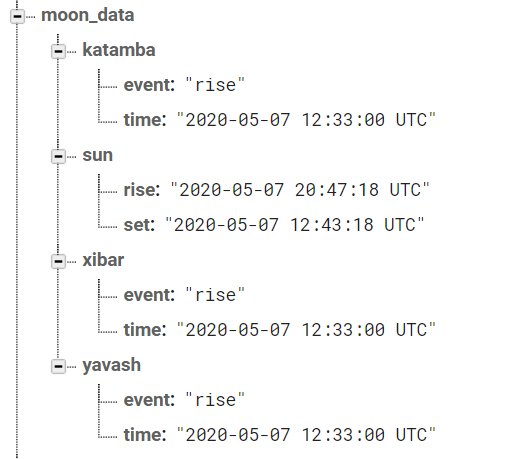 moon_data
katamba
event: "rise"
time: "2020-05-07 12:33:00 UTC"
sun
rise: "2020-05-07 20:47:18 UTC"
set: "2020-05-07 12:43:18 UTC"
xibar
event: "rise"
time: "2020-05-07 12:33:00 UTC"
yavash
event: "rise"
time: "2020-05-07 12:33:00 UTC"